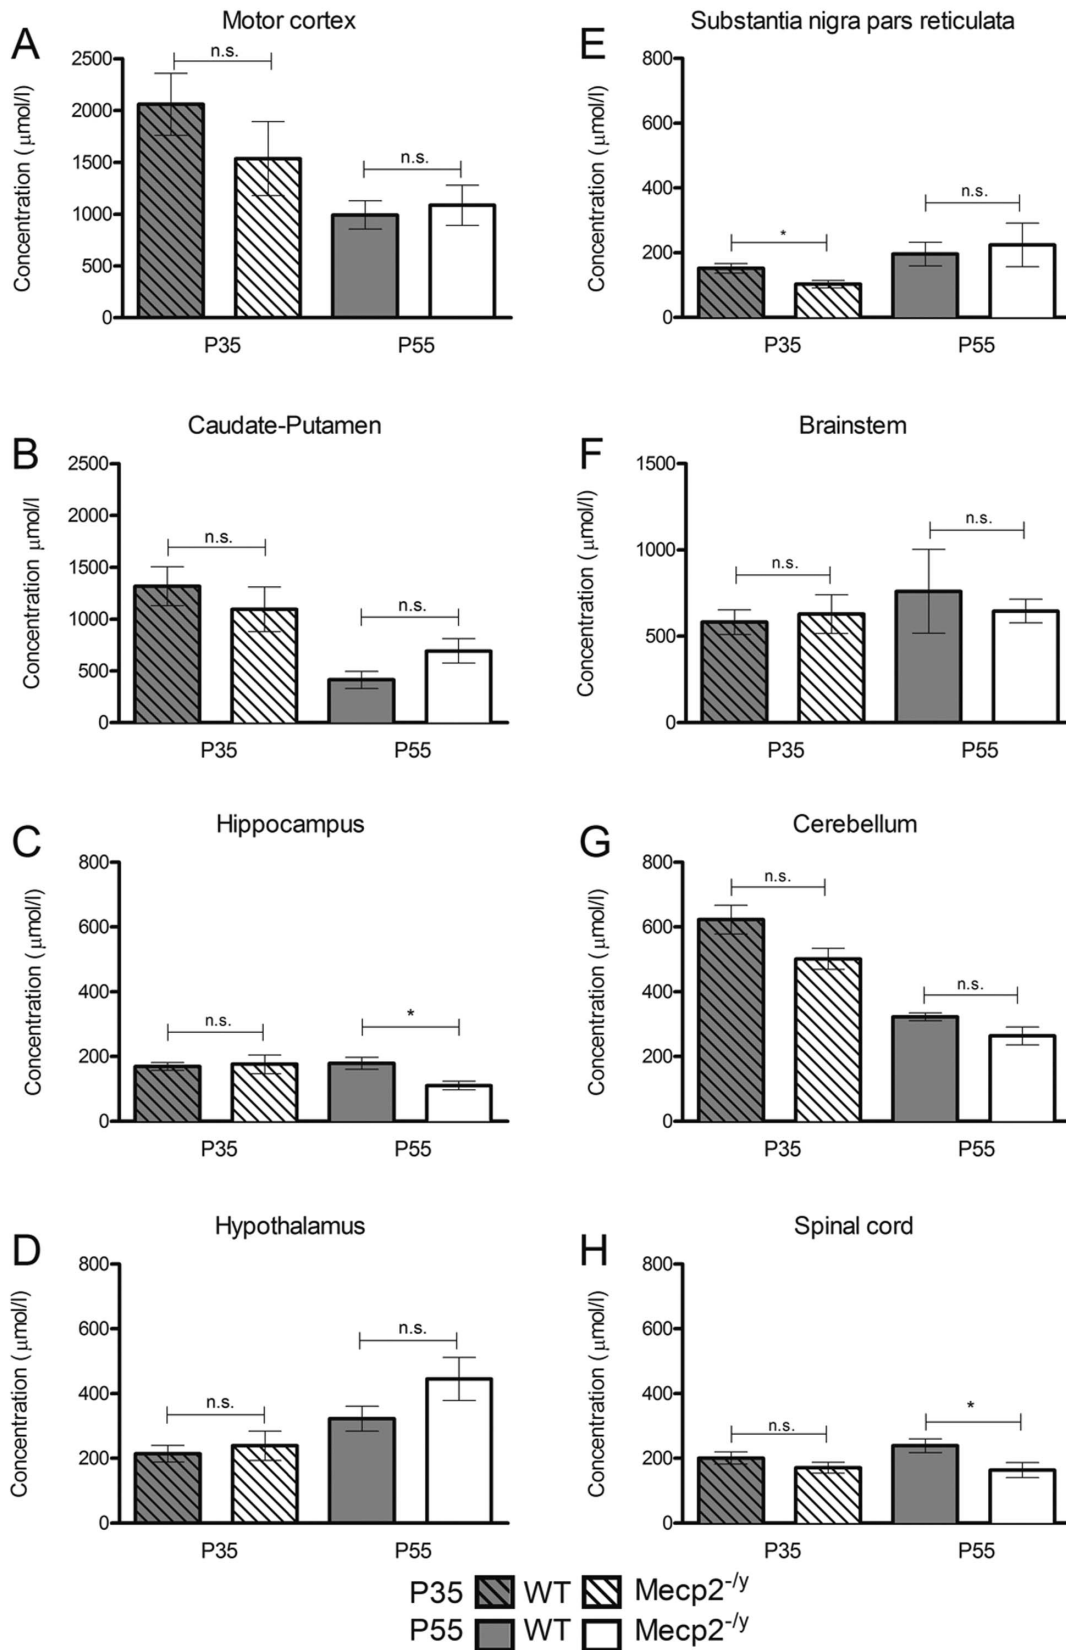 A
Motor cortex
Concentration ( μmol/l)
2500
2000
1500
1000
500
0
n.s.
n.s.
P35
P55
B
Caudate-Putamen
Concentration μmol/l
2500
2000
1500
1000
500
0
n.s.
n.s.
P35
P55
C
Hippocampus
Concentration ( μmol/l)
800
600
400
200
0
n.s.
*
P35
P55
D
Hypothalamus
Concentration ( μmol/l)
800
600
400
200
0
n.s.
n.s.
P35
P55
E
Substantia nigra pars reticulata
Concentration ( μmol/l)
800
600
400
200
0
*
n.s.
P35
P55
F
Brainstem
Concentration ( μmol/l)
1500
1000
500
0
n.s.
n.s.
P35
P55
G
Cerebellum
Concentration ( μmol/l)
800
600
400
200
0
n.s.
n.s.
P35
P55
H
Spinal cord
Concentration ( μmol/l)
800
600
400
200
0
n.s.
*
P35
P55
P35 WT Mecp2-/y
P55 WT Mecp2-/y